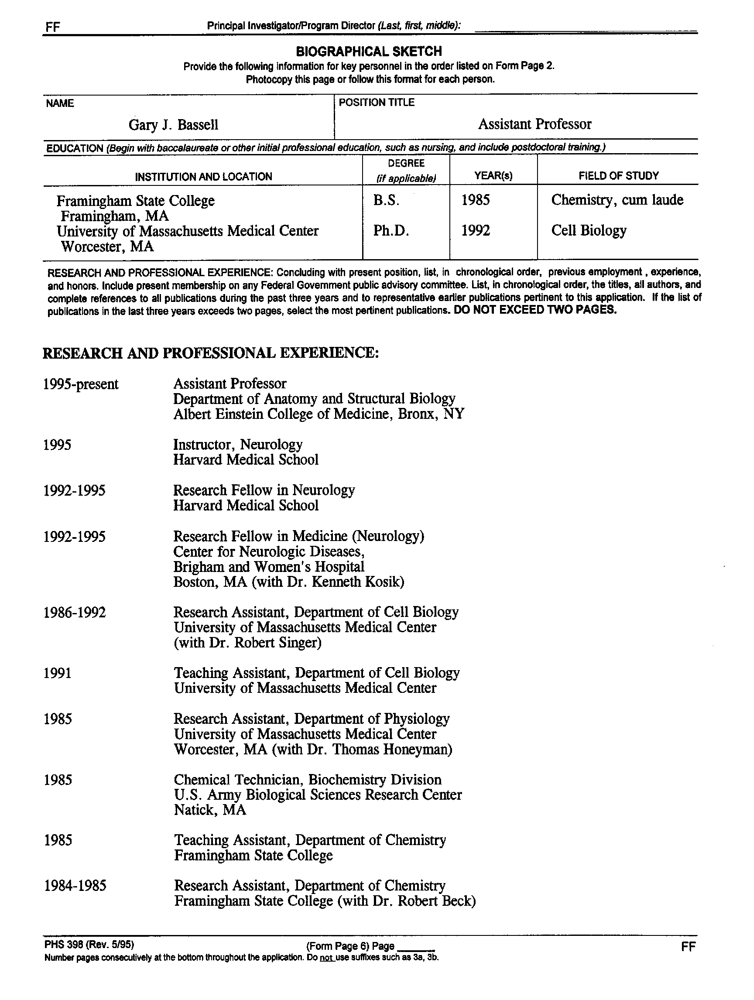 FF Principal Investigator/Program Director (Last, first, middle):
BIOGRAPHICAL SKETCH
Provide the following information for key personnel in the order listed on Form Page 2.
Photocopy this page or follow this format for each person.
NAME POSITION TITLE
Gary J. Bassell Assistant Professor
EDUCATION (Begin with baccalaureate or other initial professional education, such as nursing, and include postdoctoral training.)
INSTITUTION AND LOCATION DEGREE (if applicable) YEAR(s) FIELD OF STUDY
Framingham State College B.S. 1985 Chemistry, cum laude
Framingham, MA
University of Massachusetts Medical Center Ph.D. 1992 Cell Biology
Worcester, MA
RESEARCH AND PROFESSIONAL EXPERIENCE: Concluding with present position, list, in chronological order, previous employment , experience,
and honors. Include present membership on any Federal Government public advisory committee. List, in chronological order, the titles, all authors, and
complete references to all publications during the past three years and to representative earlier publications pertinent to this application. If the list of
publications in the last three years exceeds two pages, select the most pertinent publications. DO NOT EXCEED TWO PAGES.
RESEARCH AND PROFESSIONAL EXPERIENCE:
1995-present Assistant Professor
Department of Anatomy and Structural Biology
Albert Einstein College of Medicine, Bronx, NY
1995 Instructor, Neurology
Harvard Medical School
1992-1995 Research Fellow in Neurology
Harvard Medical School
1992-1995 Research Fellow in Medicine (Neurology)
Center for Neurologic Diseases,
Brigham and Women's Hospital
Boston, MA (with Dr. Kenneth Kosik)
1986-1992 Research Assistant, Department of Cell Biology
University of Massachusetts Medical Center
(with Dr. Robert Singer)
1991 Teaching Assistant, Department of Cell Biology
University of Massachusetts Medical Center
1985 Research Assistant, Department of Physiology
University of Massachusetts Medical Center
Worcester, MA (with Dr. Thomas Honeyman)
1985 Chemical Technician, Biochemistry Division
U.S. Army Biological Sciences Research Center
Natick, MA
1985 Teaching Assistant, Department of Chemistry
Framingham State College
1984-1985 Research Assistant, Department of Chemistry
Framingham State College (with Dr. Robert Beck)
PHS 398 (Rev. 5/95) (Form Page 6) Page ______ FF
Number pages consecutively at the bottom throughout the application. Do not use suffixes such as 3a, 3b.